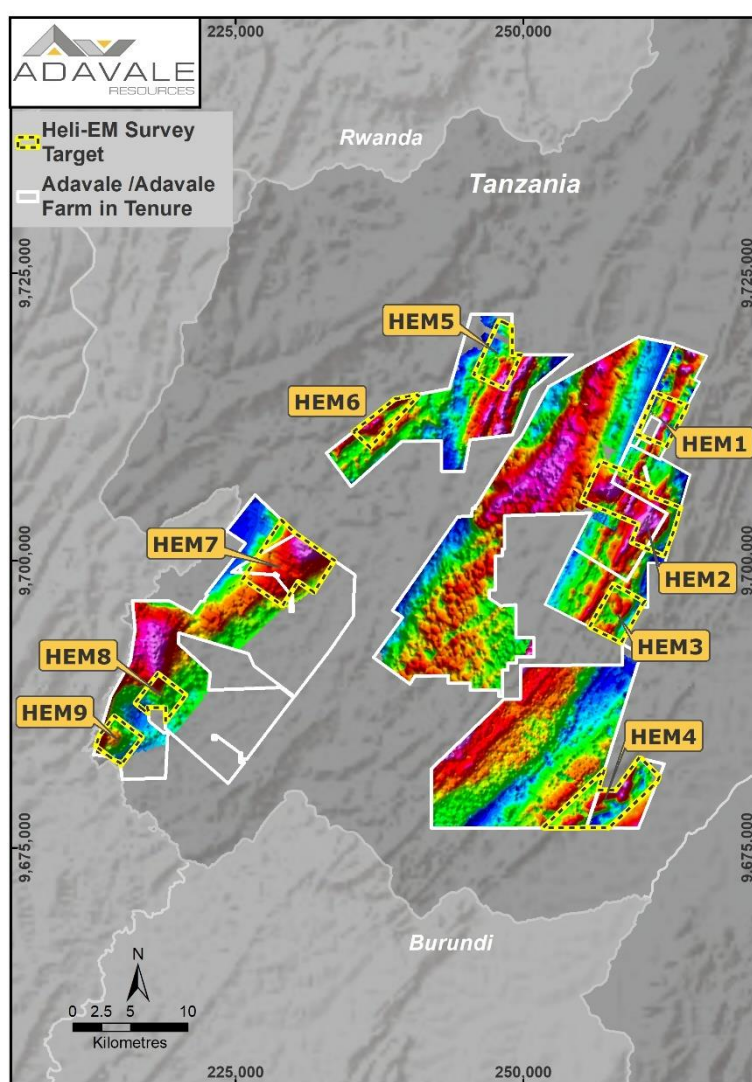 225,000
250,000
ADAVALE
RESOURCES
Heli-EM Survey
Target
Adavale /Adavale
Farm in Tenure
Rwanda
Tanzania
9,725,000
9,725,000
HEM5
HEM6
HEM1
HEM7
9,700,000
9,700,000
HEM2
HEM8
HEM3
HEM9
HEM4
9,675,000
9,675,000
Burundi
N
0 2.5 5 10
Kilometres
225,000
250,000